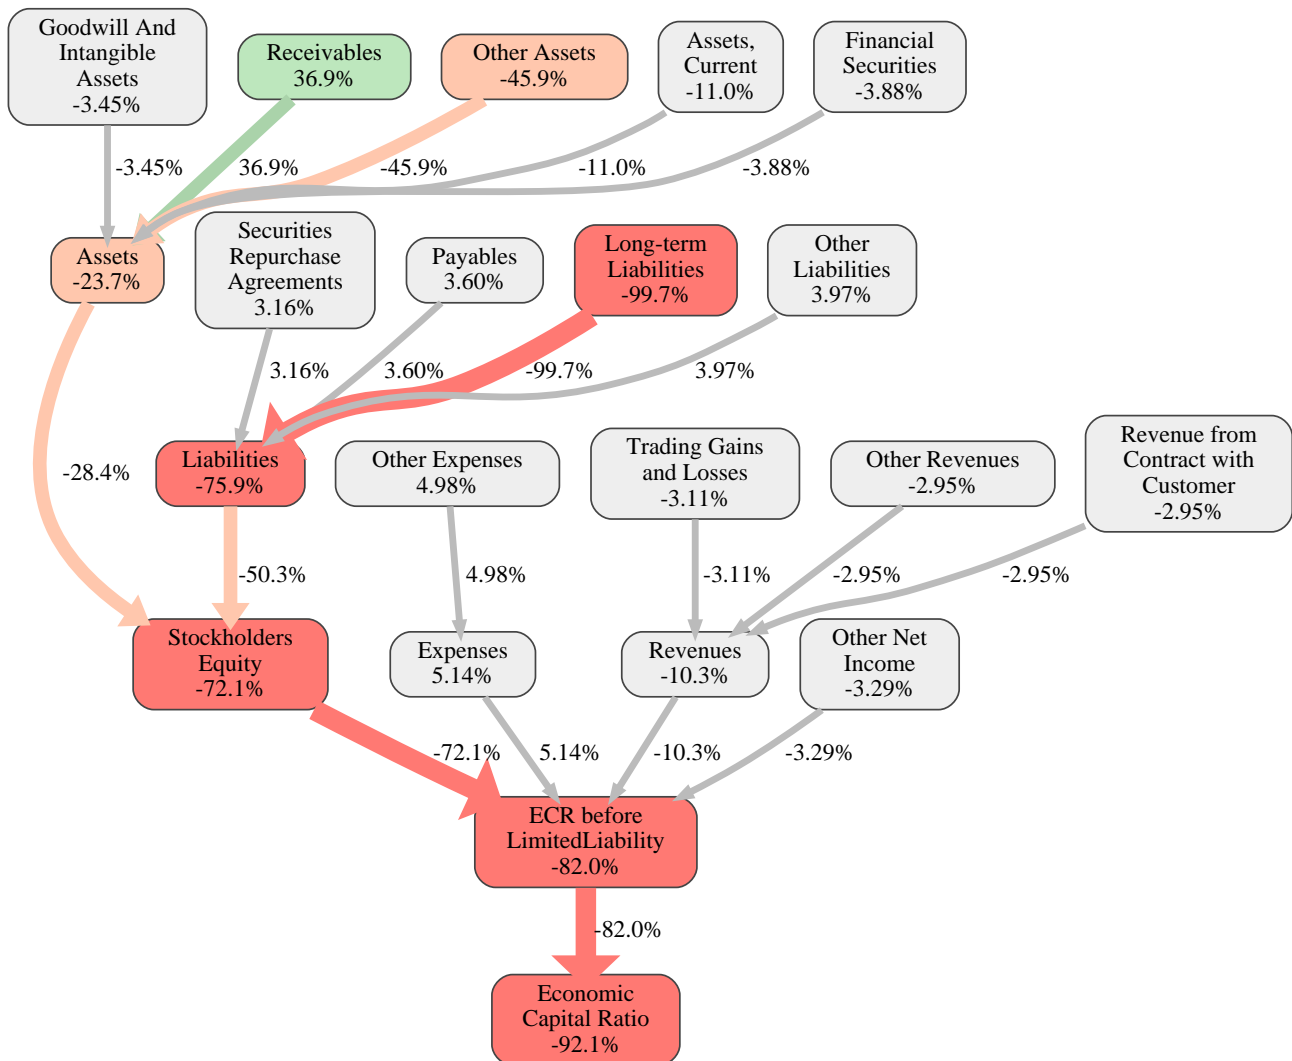 Goodwill And
Intangible
Assets
-3.45%
Receivables
36.9%
Other Assets
-45.9%
Assets,
Current
-11.0%
Financial
Securities
-3.88%
-3.45%
36.9%
-45.9%
-11.0%
-3.88%
Assets
-23.7%
Securities
Repurchase
Agreements
3.16%
Payables
3.60%
Long-term
Liabilities
-99.7%
Other
Liabilities
3.97%
3.16%
3.60%
-99.7%
3.97%
-28.4%
Liabilities
-75.9%
Other Expenses
4.98%
Trading Gains
and Losses
-3.11%
Other Revenues
-2.95%
Revenue from
Contract with
Customer
-2.95%
-50.3%
4.98%
-3.11%
-2.95%
-2.95%
Stockholders
Equity
-72.1%
Expenses
5.14%
Revenues
-10.3%
Other Net
Income
-3.29%
-72.1%
5.14%
-10.3%
-3.29%
ECR before
LimitedLiability
-82.0%
-82.0%
Economic
Capital Ratio
-92.1%